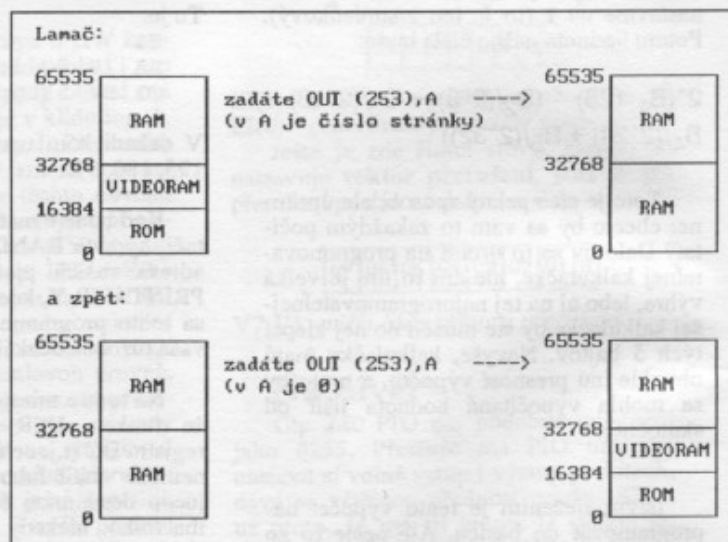 Lamač:
65535
RAM
32768
VIDEORAM
16384
ROM
0
zadáte OUT (253),A ---->
(v A je číslo stránky)
65535
RAM
32768
RAM
0
a zpět:
65535
RAM
32768
RAM
0
zadáte OUT (253),A ---->
(v A je 0)
65535
RAM
32768
VIDEORAM
16384
ROM
0